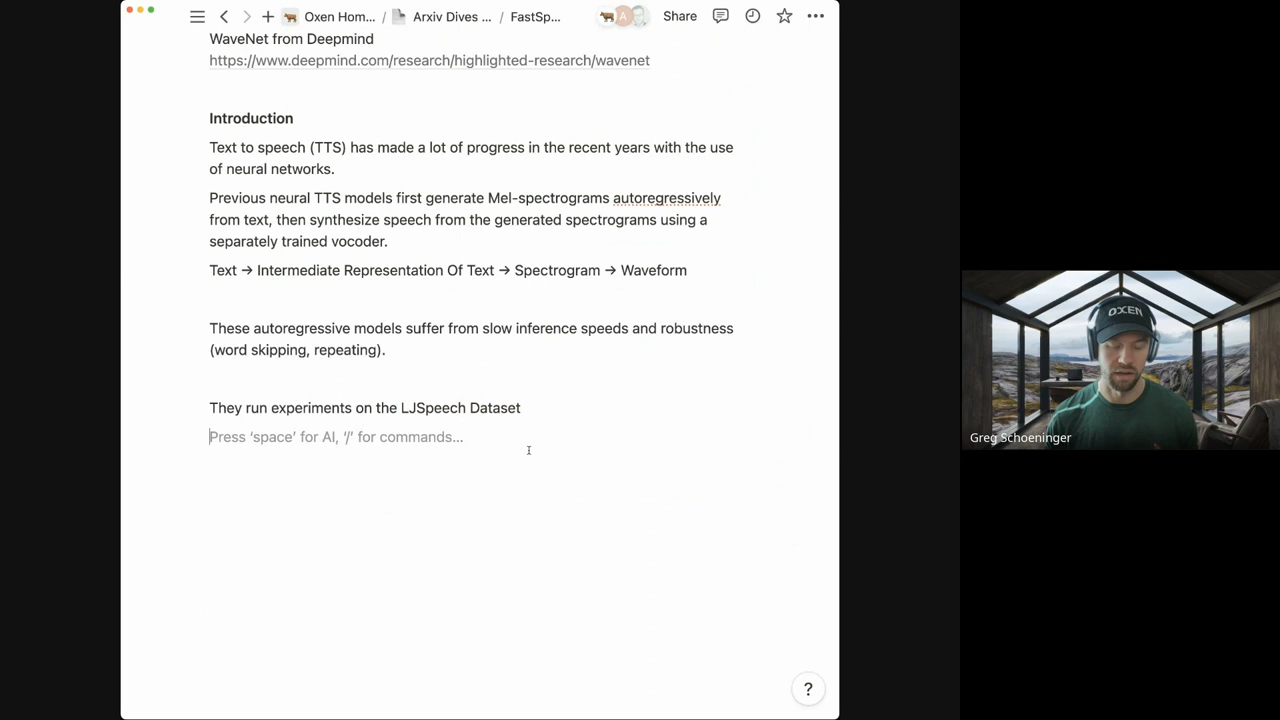 Oxen Hom... / Arxiv Dives ... / FastSp... A Share
WaveNet from Deepmind
https://www.deepmind.com/research/highlighted-research/wavenet
Introduction
Text to speech (TTS) has made a lot of progress in the recent years with the use
of neural networks.
Previous neural TTS models first generate Mel-spectrograms autoregressively
from text, then synthesize speech from the generated spectrograms using a
separately trained vocoder.
Text → Intermediate Representation Of Text → Spectrogram → Waveform
These autoregressive models suffer from slow inference speeds and robustness
(word skipping, repeating).
They run experiments on the LJSpeech Dataset
Press ‘space’ for AI, ‘/’ for commands...
?
OXEN
Greg Schoeninger